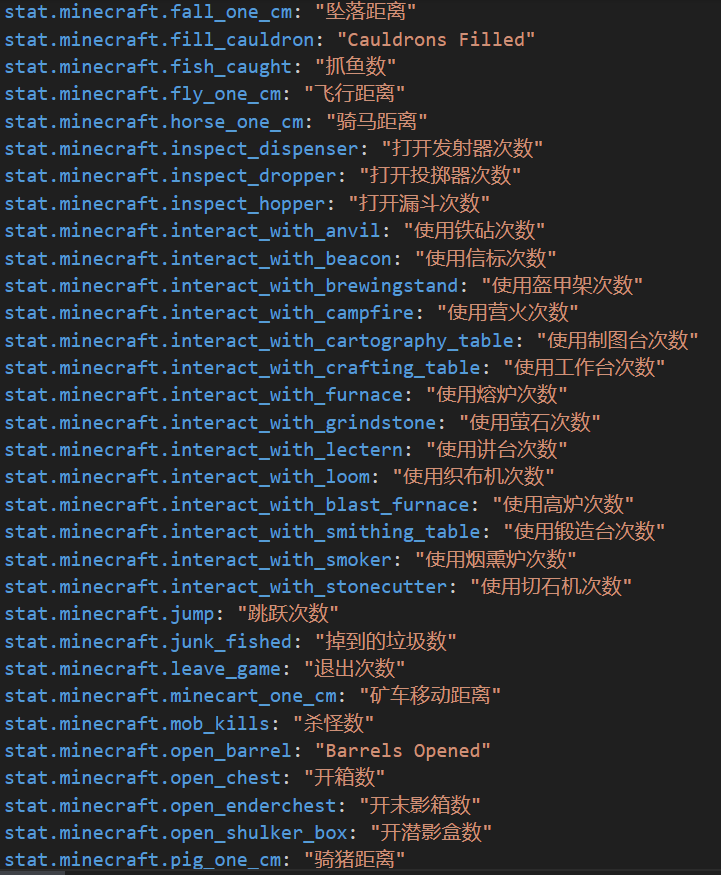 stat.minecraft.fall_one_cm: "坠落距离"
stat.minecraft.fill_cauldron: "Cauldrons Filled"
stat.minecraft.fish_caught: "抓鱼数"
stat.minecraft.fly_one_cm: "飞行距离"
stat.minecraft.horse_one_cm: "骑马距离"
stat.minecraft.inspect_dispenser: "打开发射器次数"
stat.minecraft.inspect_dropper: "打开投掷器次数"
stat.minecraft.inspect_hopper: "打开漏斗次数"
stat.minecraft.interact_with_anvil: "使用铁砧次数"
stat.minecraft.interact_with_beacon: "使用信标次数"
stat.minecraft.interact_with_brewingstand: "使用盔甲架次数"
stat.minecraft.interact_with_campfire: "使用营火次数"
stat.minecraft.interact_with_cartography_table: "使用制图台次数"
stat.minecraft.interact_with_crafting_table: "使用工作台次数"
stat.minecraft.interact_with_furnace: "使用熔炉次数"
stat.minecraft.interact_with_grindstone: "使用萤石次数"
stat.minecraft.interact_with_lectern: "使用讲台次数"
stat.minecraft.interact_with_loom: "使用织布机次数"
stat.minecraft.interact_with_blast_furnace: "使用高炉次数"
stat.minecraft.interact_with_smithing_table: "使用锻造台次数"
stat.minecraft.interact_with_smoker: "使用烟熏炉次数"
stat.minecraft.interact_with_stonecutter: "使用切石机次数"
stat.minecraft.jump: "跳跃次数"
stat.minecraft.junk_fished: "掉到的垃圾数"
stat.minecraft.leave_game: "退出次数"
stat.minecraft.minecart_one_cm: "矿车移动距离"
stat.minecraft.mob_kills: "杀怪数"
stat.minecraft.open_barrel: "Barrels Opened"
stat.minecraft.open_chest: "开箱数"
stat.minecraft.open_enderchest: "开末影箱数"
stat.minecraft.open_shulker_box: "开潜影盒数"
stat.minecraft.pig_one_cm: "骑猪距离"